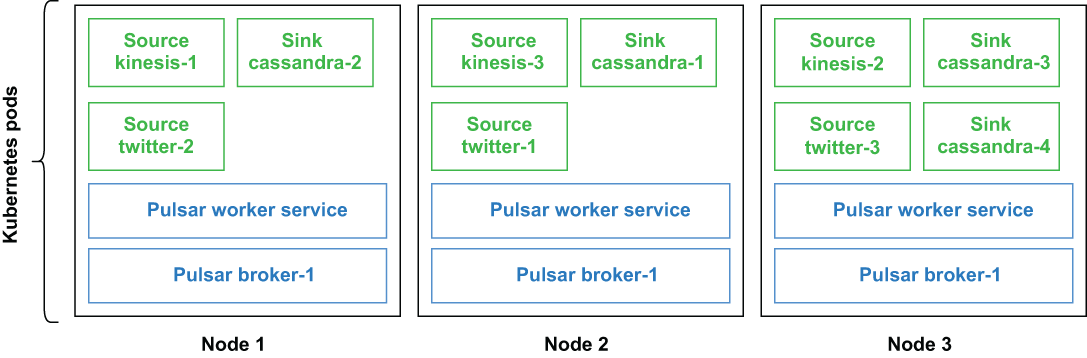 Kubernetes pods
Source
kinesis-1
Sink
cassandra-2
Source
twitter-2
Pulsar worker service
Pulsar broker-1
Node 1
Source
kinesis-3
Sink
cassandra-1
Source
twitter-1
Pulsar worker service
Pulsar broker-1
Node 2
Source
kinesis-2
Sink
cassandra-3
Source
twitter-3
Sink
cassandra-4
Pulsar worker service
Pulsar broker-1
Node 3